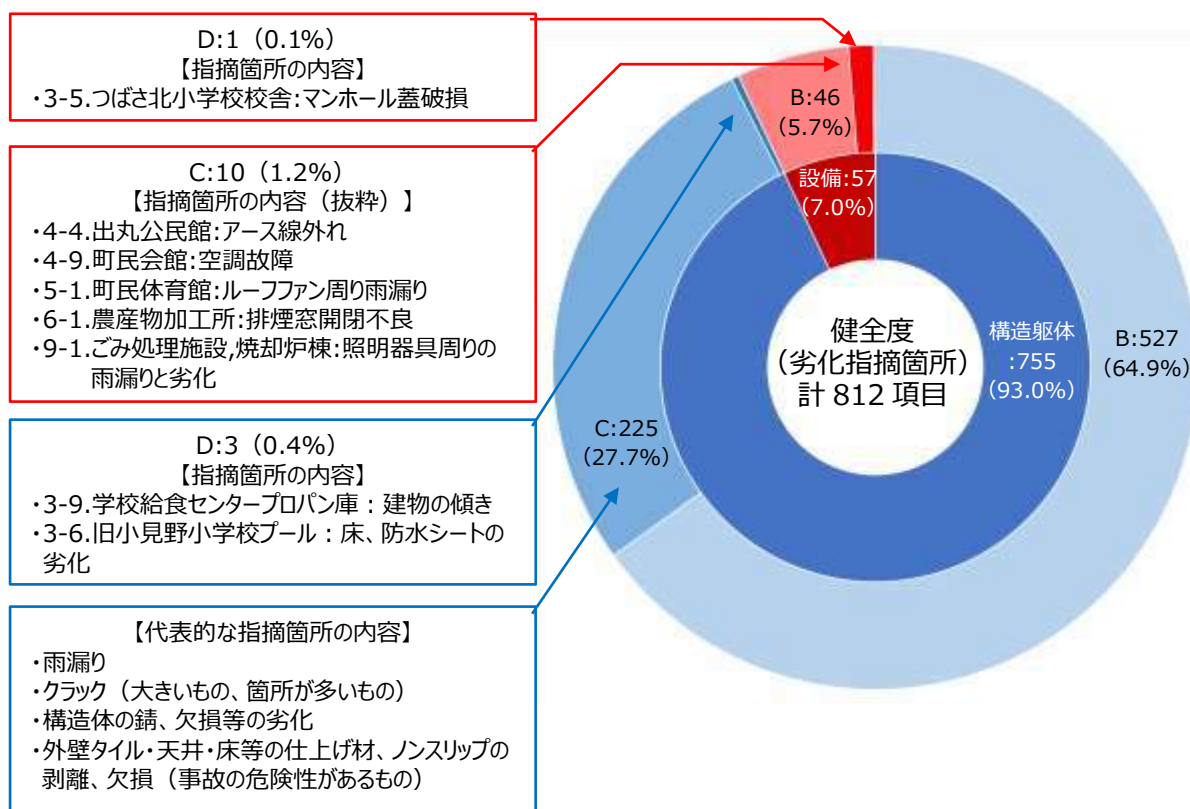 D:1（0.1%）
【指摘箇所の内容】
・3-5.つばさ北小学校校舎:マンホール蓋破損
C:10（1.2%）
【指摘箇所の内容（抜粋）】
・4-4.出丸公民館:アース線外れ
・4-9.町民会館:空調故障
・5-1.町民体育館:ルーフファン周り雨漏り
・6-1.農産物加工所:排煙窓開閉不良
・9-1.ごみ処理施設,焼却炉棟:照明器具周りの
雨漏りと劣化
D:3（0.4%）
【指摘箇所の内容】
・3-9.学校給食センタープロパン庫：建物の傾き
・3-6.旧小見野小学校プール：床、防水シートの
劣化
【代表的な指摘箇所の内容】
・雨漏り
・クラック（大きいもの、箇所が多いもの）
・構造体の錆、欠損等の劣化
・外壁タイル・天井・床等の仕上げ材、ノンスリップの
剥離、欠損（事故の危険性があるもの）
B:46
(5.7%)
設備:57
(7.0%)
健全度
（劣化指摘箇所）
計 812 項目
構造躯体
:755
(93.0%)
B:527
(64.9%)
C:225
(27.7%)